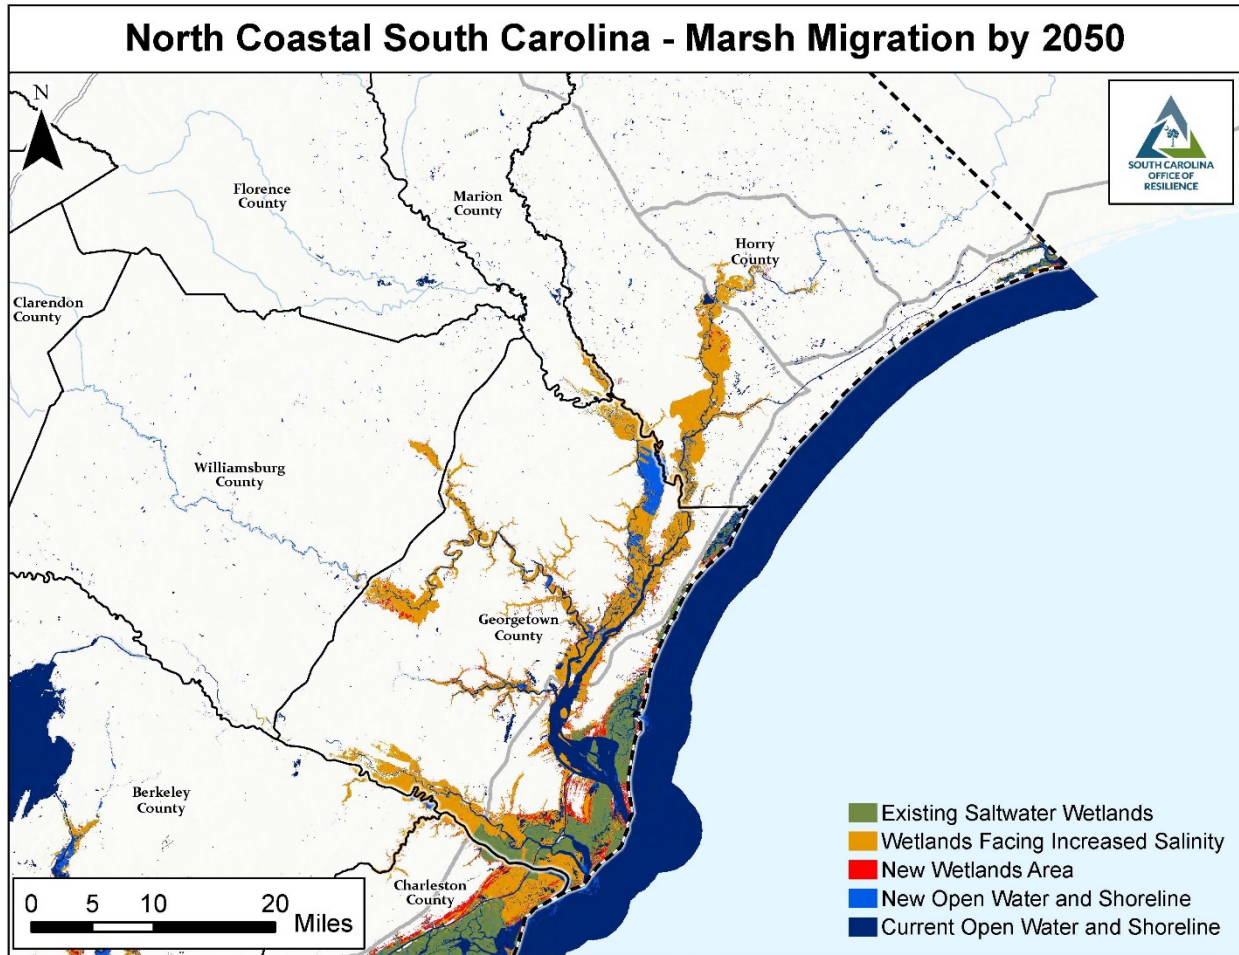 North Coastal South Carolina - Marsh Migration by 2050
N
SOUTH CAROLINA
OFFICE OF
RESILIENCE
Florence
County
Marion
County
Horry
County
Clarendon
County
Williamsburg
County
Georgetown
County
Berkeley
County
Charleston
County
Existing Saltwater Wetlands
Wetlands Facing Increased Salinity
New Wetlands Area
New Open Water and Shoreline
Current Open Water and Shoreline
0 5 10 20 Miles